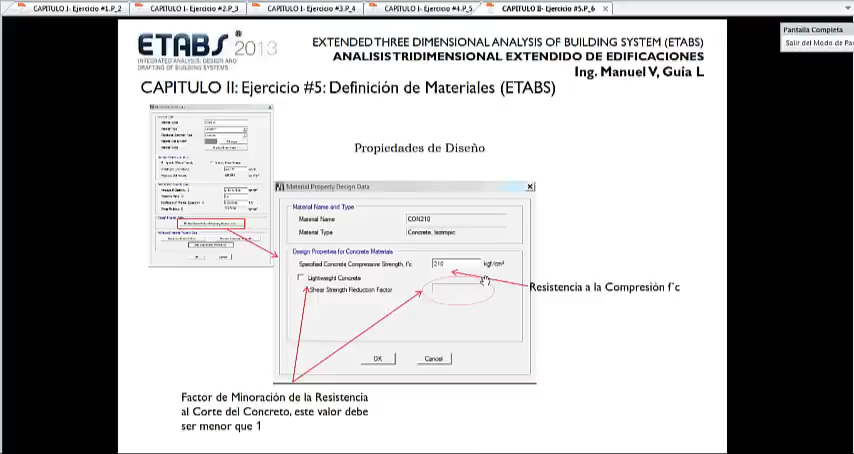 CAPITULO I- Ejercicio #1.P_2
CAPITULO I- Ejercicio #2.P_3
CAPITULO I- Ejercicio #3.P_4
CAPITULO I- Ejercicio #4.P_5
CAPITULO II- Ejercicio #5.P_6
Pantalla Completa
Salir del Modo de Pa
ETABS® 2013
INTEGRATED ANALYSIS, DESIGN AND
DRAFTING OF BUILDING SYSTEMS
EXTENDED THREE DIMENSIONAL ANALYSIS OF BUILDING SYSTEM (ETABS)
ANALISIS TRIDIMENSIONAL EXTENDIDO DE EDIFICACIONES
Ing. Manuel V, Guía L
CAPITULO II: Ejercicio #5: Definición de Materiales (ETABS)
Propiedades de Diseño
Material Property Design Data
Material Name and Type
Material Name
CON210
Material Type
Concrete, Isotropic
Design Properties for Concrete Materials
Specified Concrete Compressive Strength, f'c
210
kgf/cm²
Lightweight Concrete
Shear Strength Reduction Factor
OK
Cancel
Resistencia a la Compresión f'c
Factor de Minoración de la Resistencia
al Corte del Concreto, este valor debe
ser menor que 1